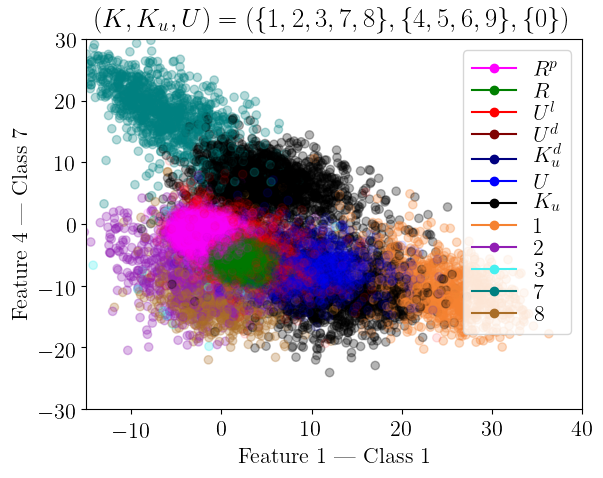 (K, K_u, U) = ({1, 2, 3, 7, 8}, {4, 5, 6, 9}, {0})
30
20
10
0
−10
−20
−30
Feature 4 — Class 7
R^p
R
U^l
U^d
K_u^d
U
K_u
1
2
3
7
8
−10
0
10
20
30
40
Feature 1 — Class 1